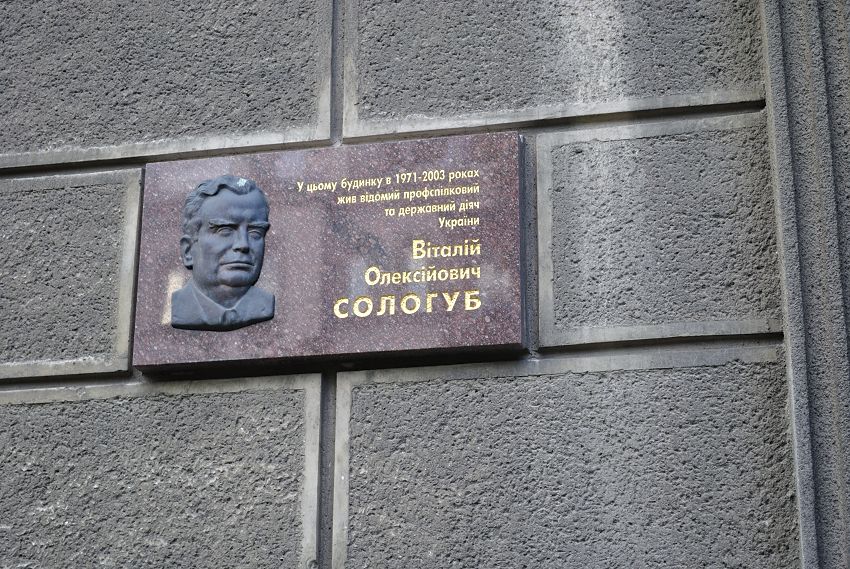 У цьому будинку в 1971-2003 роках
жив відомий профспілковий
та державний діяч
України
Віталій
Олексійович
СОЛОГУБ